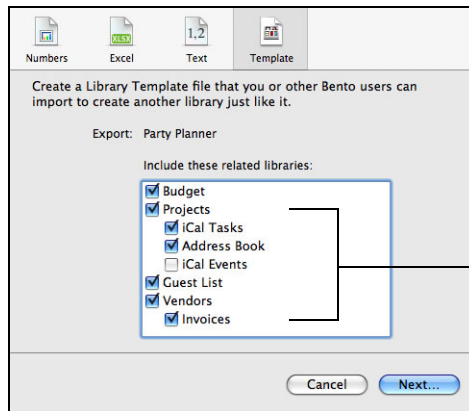 XLSX
1,2
Numbers Excel Text Template
Create a Library Template file that you or other Bento users can
import to create another library just like it.
Export: Party Planner
Include these related libraries:
Budget
Projects
iCal Tasks
Address Book
iCal Events
Guest List
Vendors
Invoices
Cancel Next...